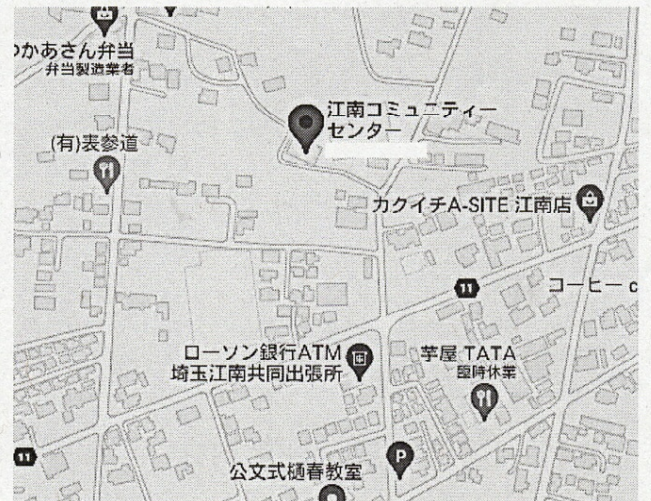 かあさん弁当
弁当製造業者
江南コミュニティー
センター
(有)表参道
カクイチA-SITE 江南店
11
コーヒー c
ローソン銀行ATM
埼玉江南共同出張所
芋屋 TATA
臨時休業
11
P
公文式樋春教室